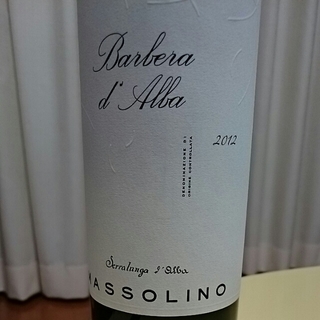 Barbera
d'Alba
2012
DENOMINAZIONE DI
ORIGINE CONTROLLATA
Serralunga d'Alba
MASSOLINO